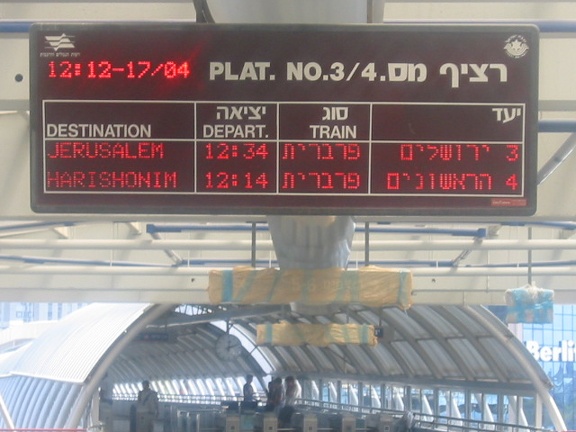 12:12-17/04 PLAT. NO.3/4.רציף מס
יציאה סוג יעד
DESTINATION DEPART. TRAIN
JERUSALEM 12:34 פרברית ירושלים 3
HARISHONIM 12:14 פרברית הראשונים 4
Berlit